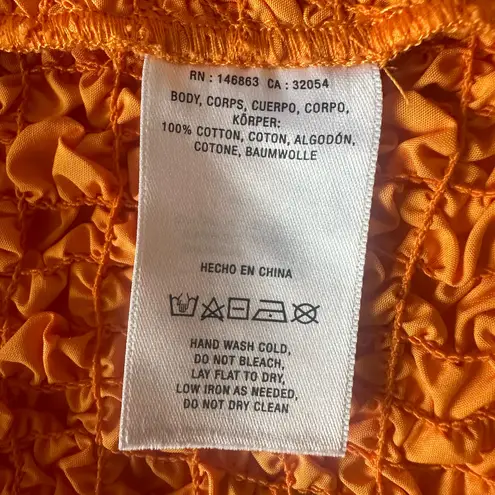 RN : 146863 CA : 32054
BODY, CORPS, CUERPO, CORPO,
KÖRPER:
100% COTTON, COTON, ALGODÓN,
COTONE, BAUMWOLLE
HECHO EN CHINA
HAND WASH COLD,
DO NOT BLEACH,
LAY FLAT TO DRY,
LOW IRON AS NEEDED,
DO NOT DRY CLEAN